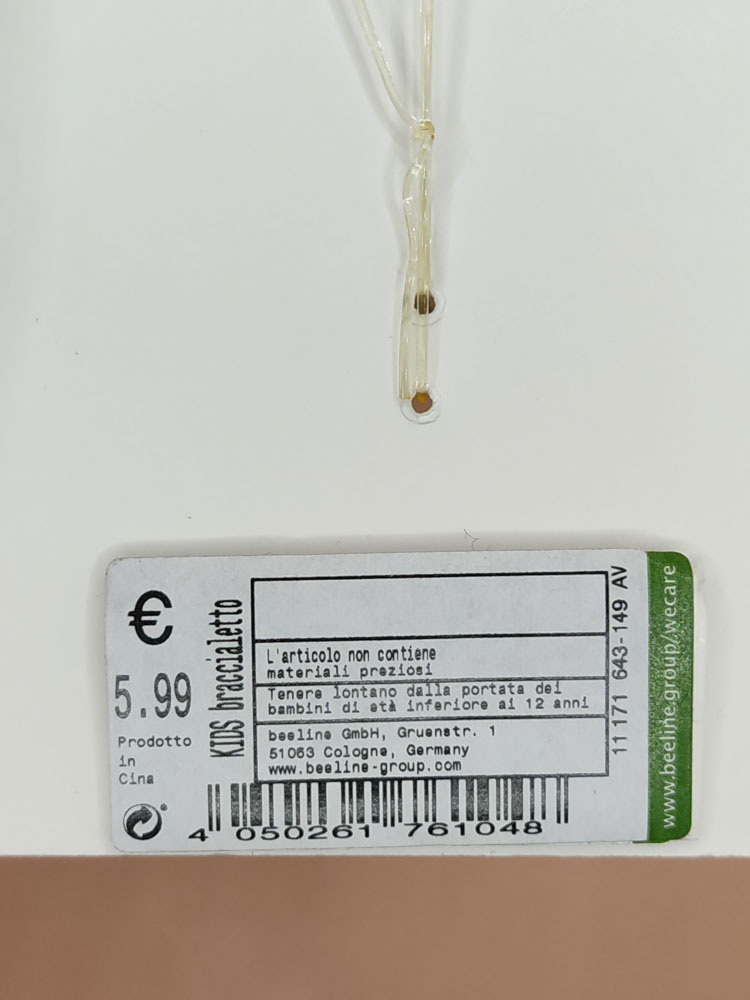 €
5.99
Prodotto
in
Cina
KIDS braccialetto
L'articolo non contiene
materiali preziosi
Tenere lontano dalla portata dei
bambini di età inferiore ai 12 anni
beeline GmbH, Gruenstr. 1
51063 Cologne, Germany
www.beeline-group.com
4 050261 761048
11171 643-149 AV
www.beeline.group/wecare